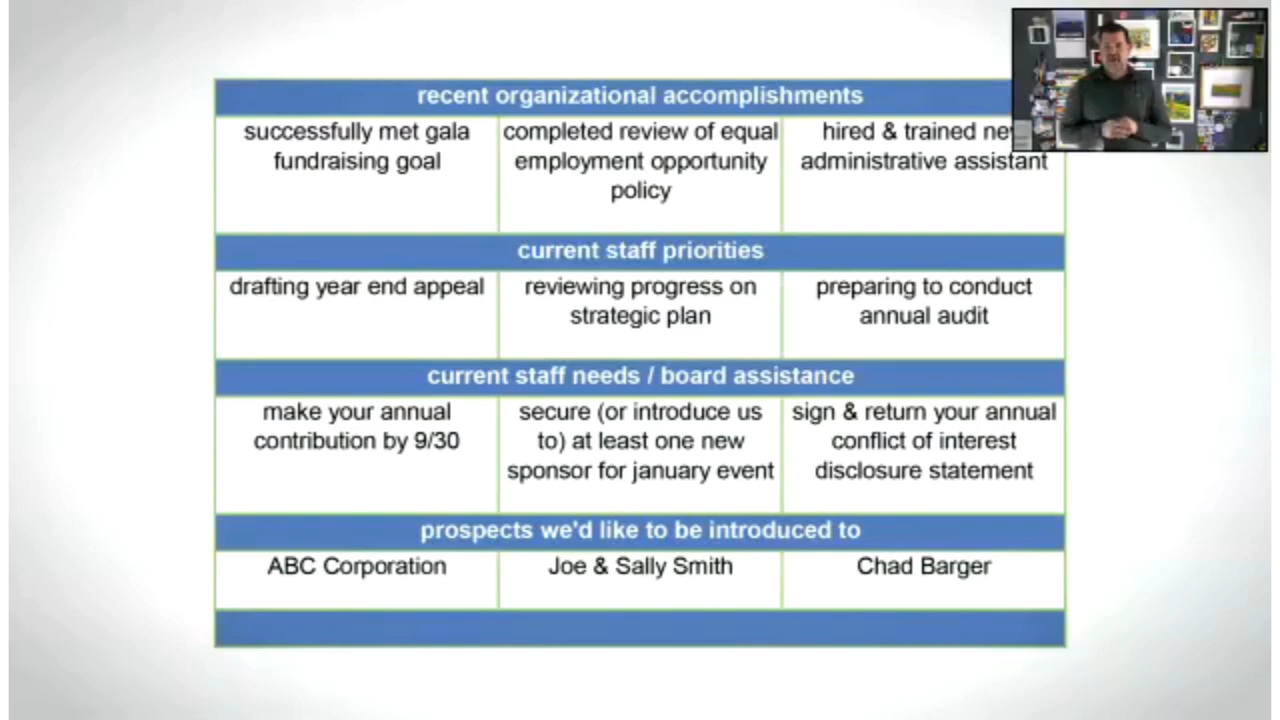 recent organizational accomplishments
successfully met gala
fundraising goal
completed review of equal
employment opportunity
policy
hired & trained
administrative assistant
current staff priorities
drafting year end appeal
reviewing progress on
strategic plan
preparing to conduct
annual audit
current staff needs / board assistance
make your annual
contribution by 9/30
secure (or introduce us
to) at least one new
sponsor for january event
sign & return your annual
conflict of interest
disclosure statement
prospects we'd like to be introduced to
ABC Corporation
Joe & Sally Smith
Chad Barger